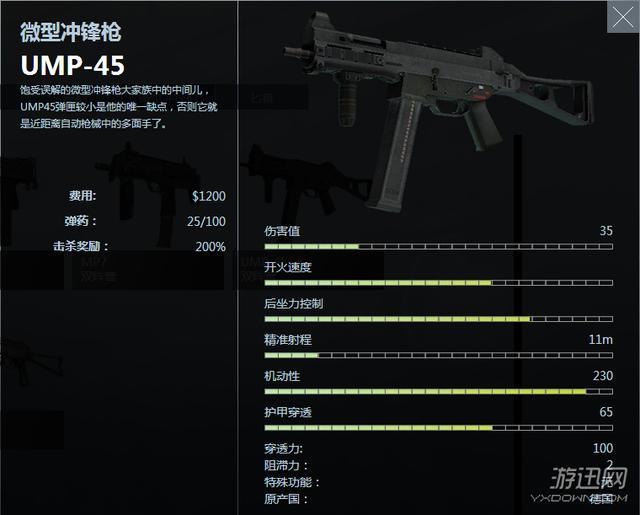 微型冲锋枪
UMP-45
饱受误解的微型冲锋枪大家族中的中间儿，
UMP45弹匣较小是他的唯一缺点，否则它就
是近距离自动枪械中的多面手了。
费用: $1200
弹药： 25/100
击杀奖励： 200%
伤害值 35
开火速度
后坐力控制
精准射程 11m
机动性 230
护甲穿透 65
穿透力: 100
阻滞力： 2
特殊功能： 无
原产国： 德国
MP7
游迅网
YXDOWN.COM